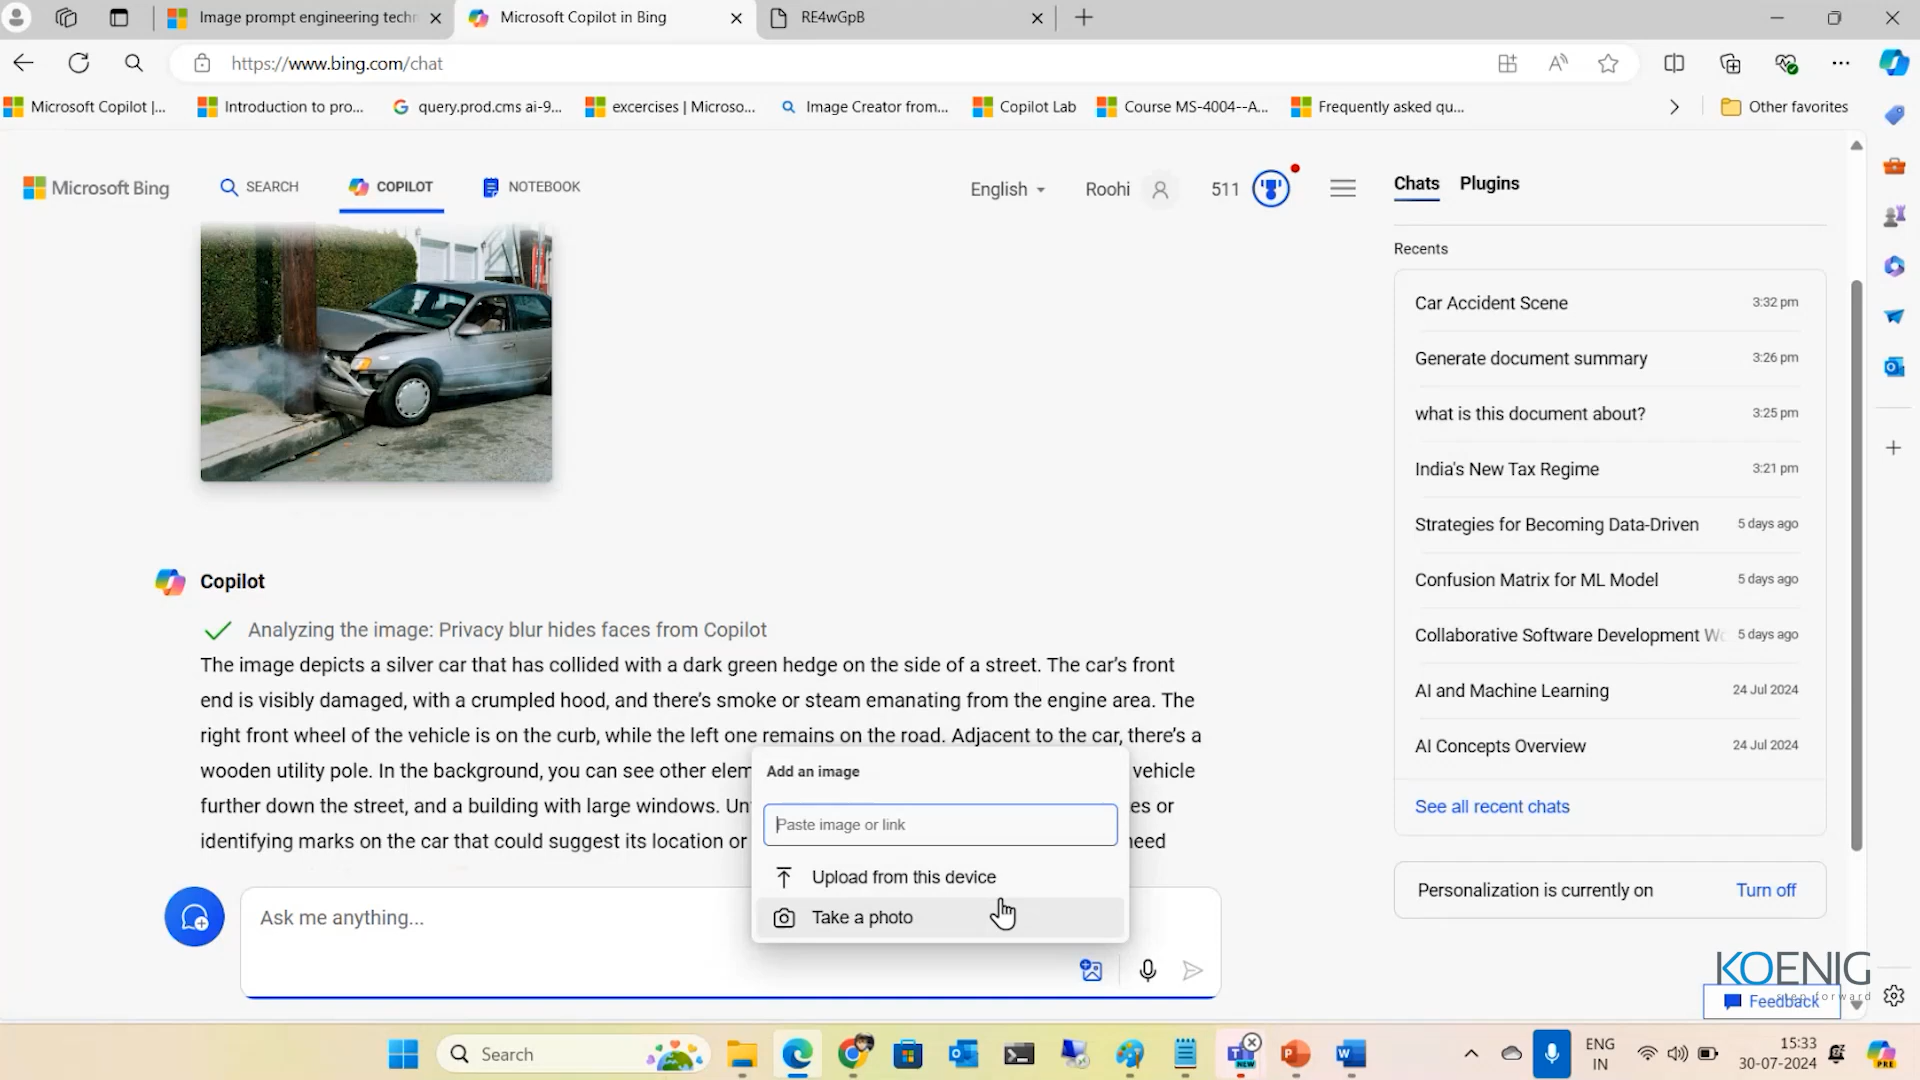 Image prompt engineering techn
Microsoft Copilot in Bing
RE4wGpB
https://www.bing.com/chat
Microsoft Copilot |...
Introduction to pro...
query.prod.cms ai-9...
excercises | Microso...
Image Creator from...
Copilot Lab
Course MS-4004--A...
Frequently asked qu...
Other favorites
Microsoft Bing
SEARCH
COPILOT
NOTEBOOK
English
Roohi
511
Chats
Plugins
Recents
Car Accident Scene 3:32 pm
Generate document summary 3:26 pm
what is this document about? 3:25 pm
India's New Tax Regime 3:21 pm
Strategies for Becoming Data-Driven 5 days ago
Confusion Matrix for ML Model 5 days ago
Collaborative Software Development Wo 5 days ago
AI and Machine Learning 24 Jul 2024
AI Concepts Overview 24 Jul 2024
See all recent chats
Personalization is currently on Turn off
Copilot
Analyzing the image: Privacy blur hides faces from Copilot
The image depicts a silver car that has collided with a dark green hedge on the side of a street. The car's front
end is visibly damaged, with a crumpled hood, and there's smoke or steam emanating from the engine area. The
right front wheel of the vehicle is on the curb, while the left one remains on the road. Adjacent to the car, there's a
wooden utility pole. In the background, you can see other elem vehicle
further down the street, and a building with large windows. Un es or
identifying marks on the car that could suggest its location or need
Add an image
Paste image or link
Upload from this device
Take a photo
Ask me anything...
KOENIG
step forward
Feedback
Search
NEW
ENG
IN
15:33
30-07-2024
PRE